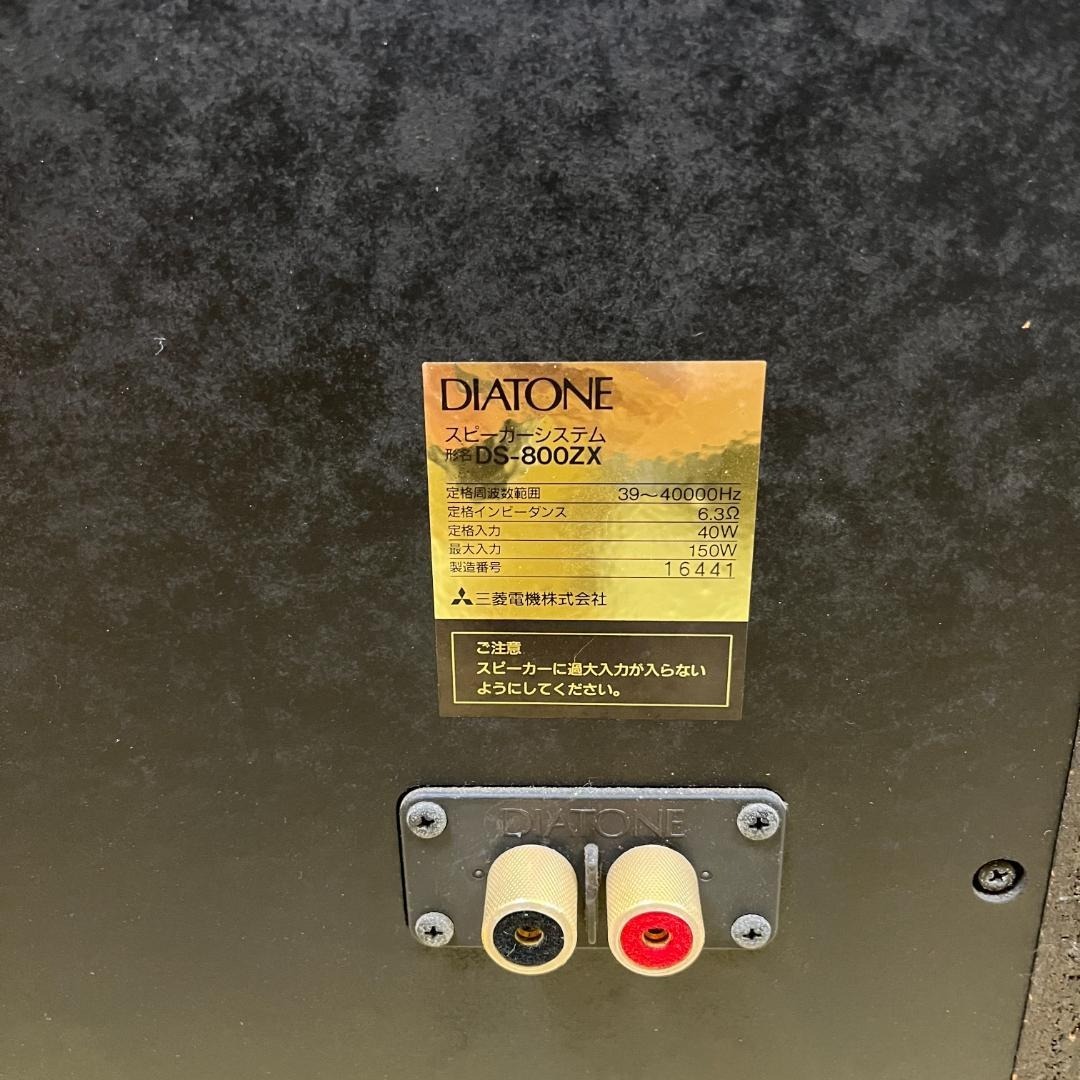 DIATONE
スピーカーシステム
形名 DS-800ZX
定格周波数範囲 39～40000Hz
定格インピーダンス 6.3Ω
定格入力 40W
最大入力 150W
製造番号 16441
三菱電機株式会社
ご注意
スピーカーに過大入力が入らない
ようにしてください。
DIATONE